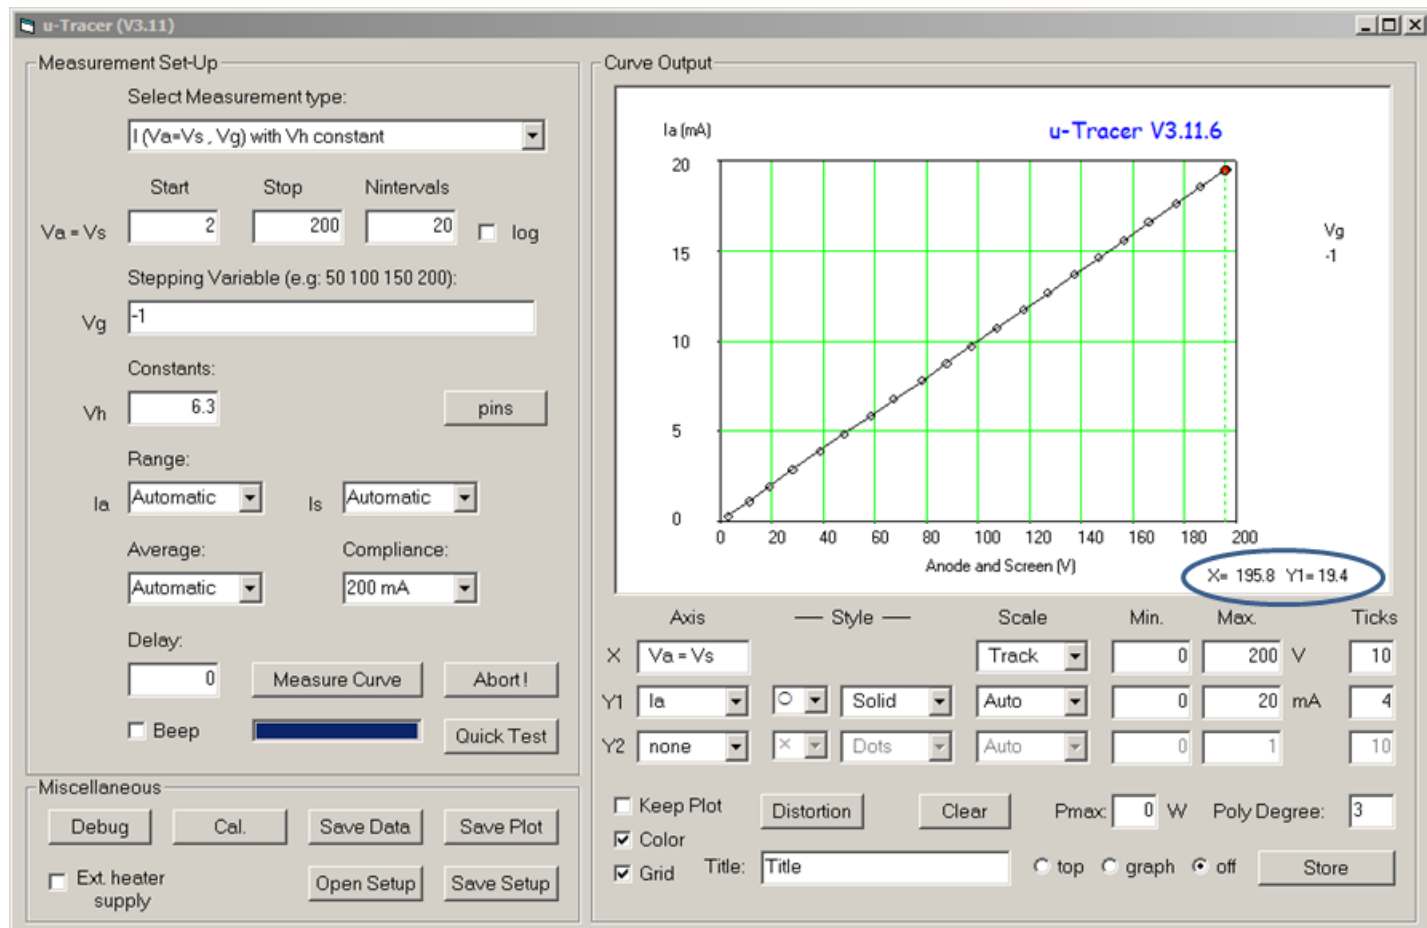 u-Tracer (V3.11)
Measurement Set-Up
Select Measurement type:
I (Va=Vs , Vg) with Vh constant
Start Stop Nintervals
Va = Vs 2 200 20 log
Stepping Variable (e.g: 50 100 150 200):
Vg -1
Constants:
Vh 6.3 pins
Range:
Ia Automatic Is Automatic
Average: Compliance:
Automatic 200 mA
Delay:
0 Measure Curve Abort!
Beep Quick Test
Miscellaneous
Debug Cal. Save Data Save Plot
Ext. heater
supply
Open Setup Save Setup
Curve Output
Ia (mA) u-Tracer V3.11.6
20
15
10
5
0
Vg
-1
0 20 40 60 80 100 120 140 160 180 200
Anode and Screen (V)
X= 195.8 Y1= 19.4
Axis Style Scale Min. Max. Ticks
X Va = Vs Track 0 200 V 10
Y1 Ia Solid Auto 0 20 mA 4
Y2 none Dots Auto 0 1 10
Keep Plot Distortion Clear Pmax: 0 W Poly Degree: 3
Color
Grid Title: Title top graph off Store